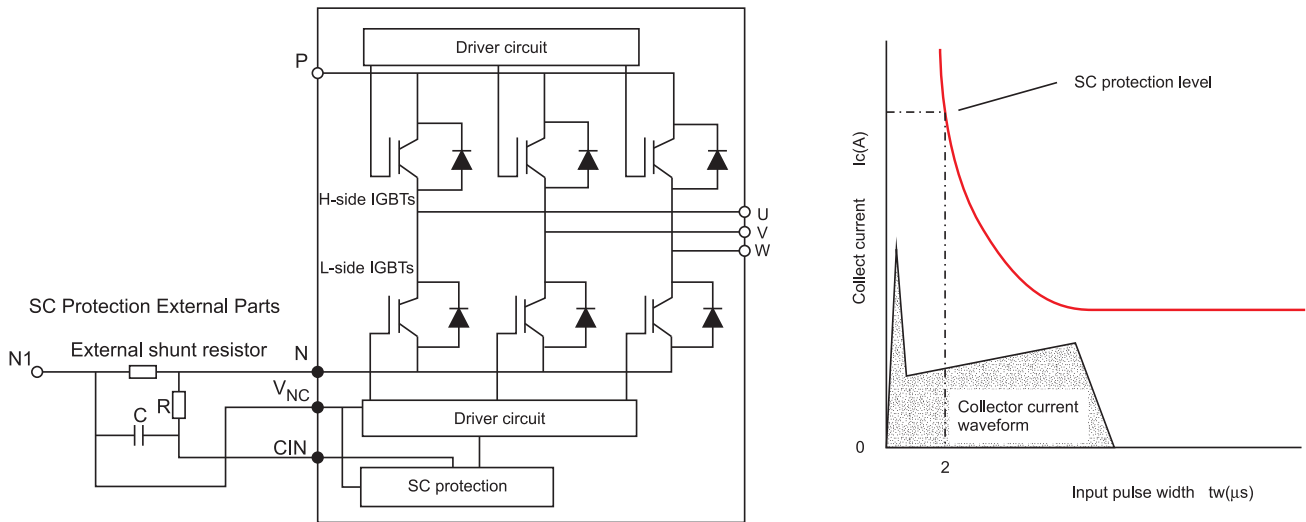 Driver circuit
P
H-side IGBTs
U
V
W
L-side IGBTs
SC Protection External Parts
External shunt resistor
N1
N
VNC
R
C
Driver circuit
CIN
SC protection
SC protection level
Collect current Ic(A)
Collector current
waveform
0
2
Input pulse width tw(μs)